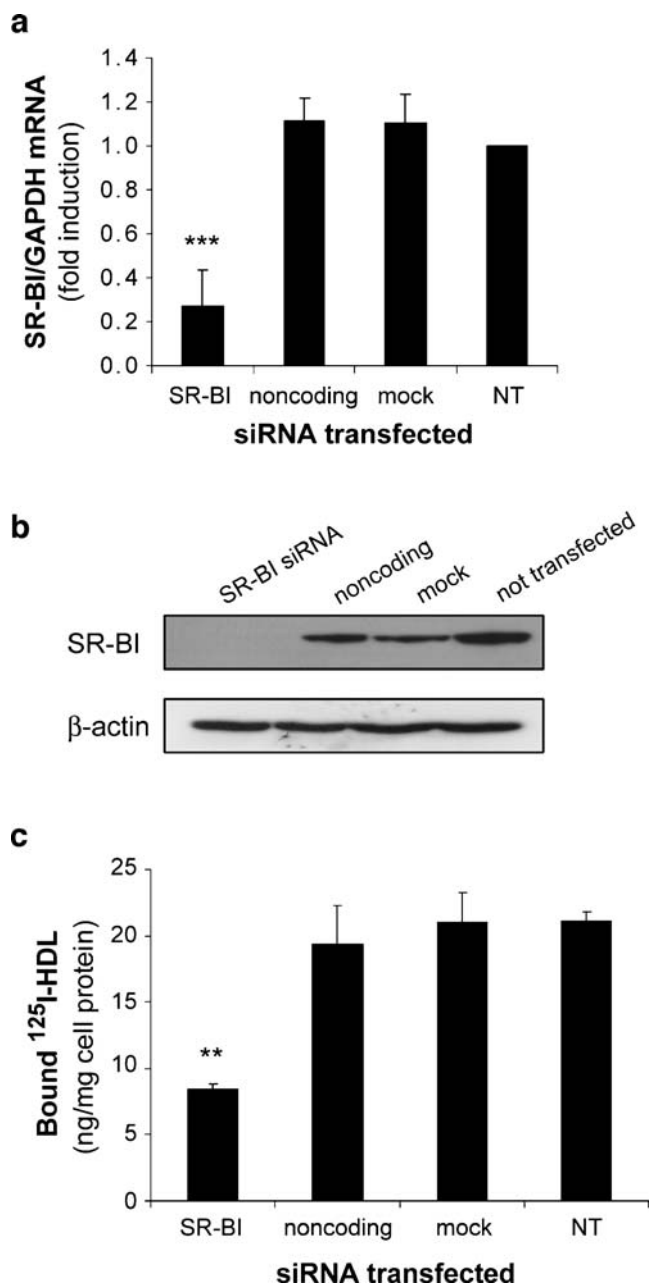 a
SR-BI/GAPDH mRNA
(fold induction)
1.4
1.2
1.0
0.8
0.6
0.4
0.2
0.0
***
SR-BI noncoding mock NT
siRNA transfected
b
SR-BI siRNA
noncoding
mock
not transfected
SR-BI
β-actin
c
Bound ¹²⁵I-HDL
(ng/mg cell protein)
25
20
15
10
5
0
**
SR-BI noncoding mock NT
siRNA transfected